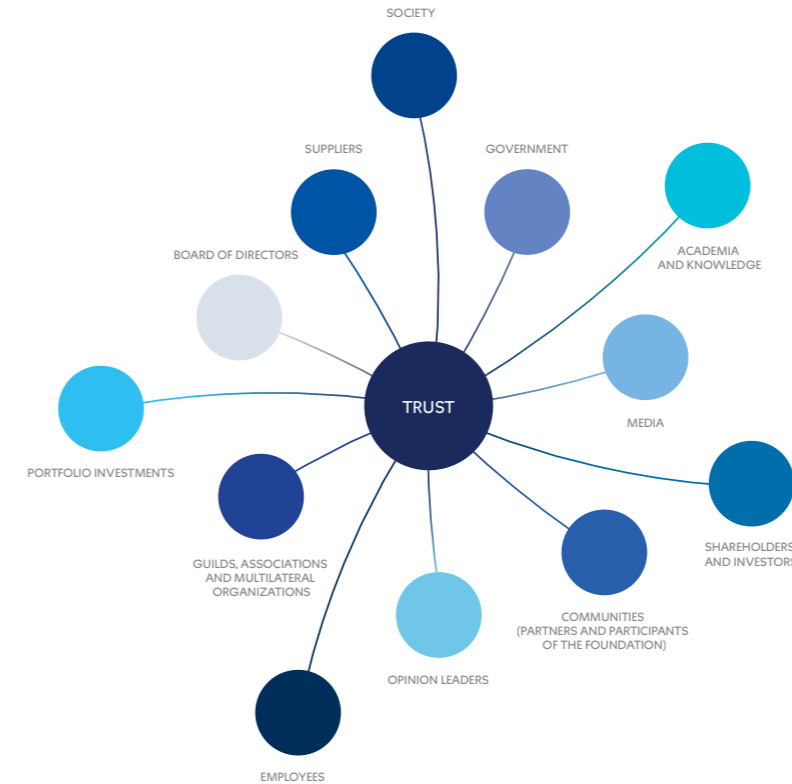 SOCIETY
SUPPLIERS
GOVERNMENT
ACADEMIA
AND KNOWLEDGE
BOARD OF DIRECTORS
TRUST
MEDIA
PORTFOLIO INVESTMENTS
SHAREHOLDERS
AND INVESTORS
GUILDS, ASSOCIATIONS
AND MULTILATERAL
ORGANIZATIONS
COMMUNITIES
(PARTNERS AND PARTICIPANTS
OF THE FOUNDATION)
OPINION LEADERS
EMPLOYEES